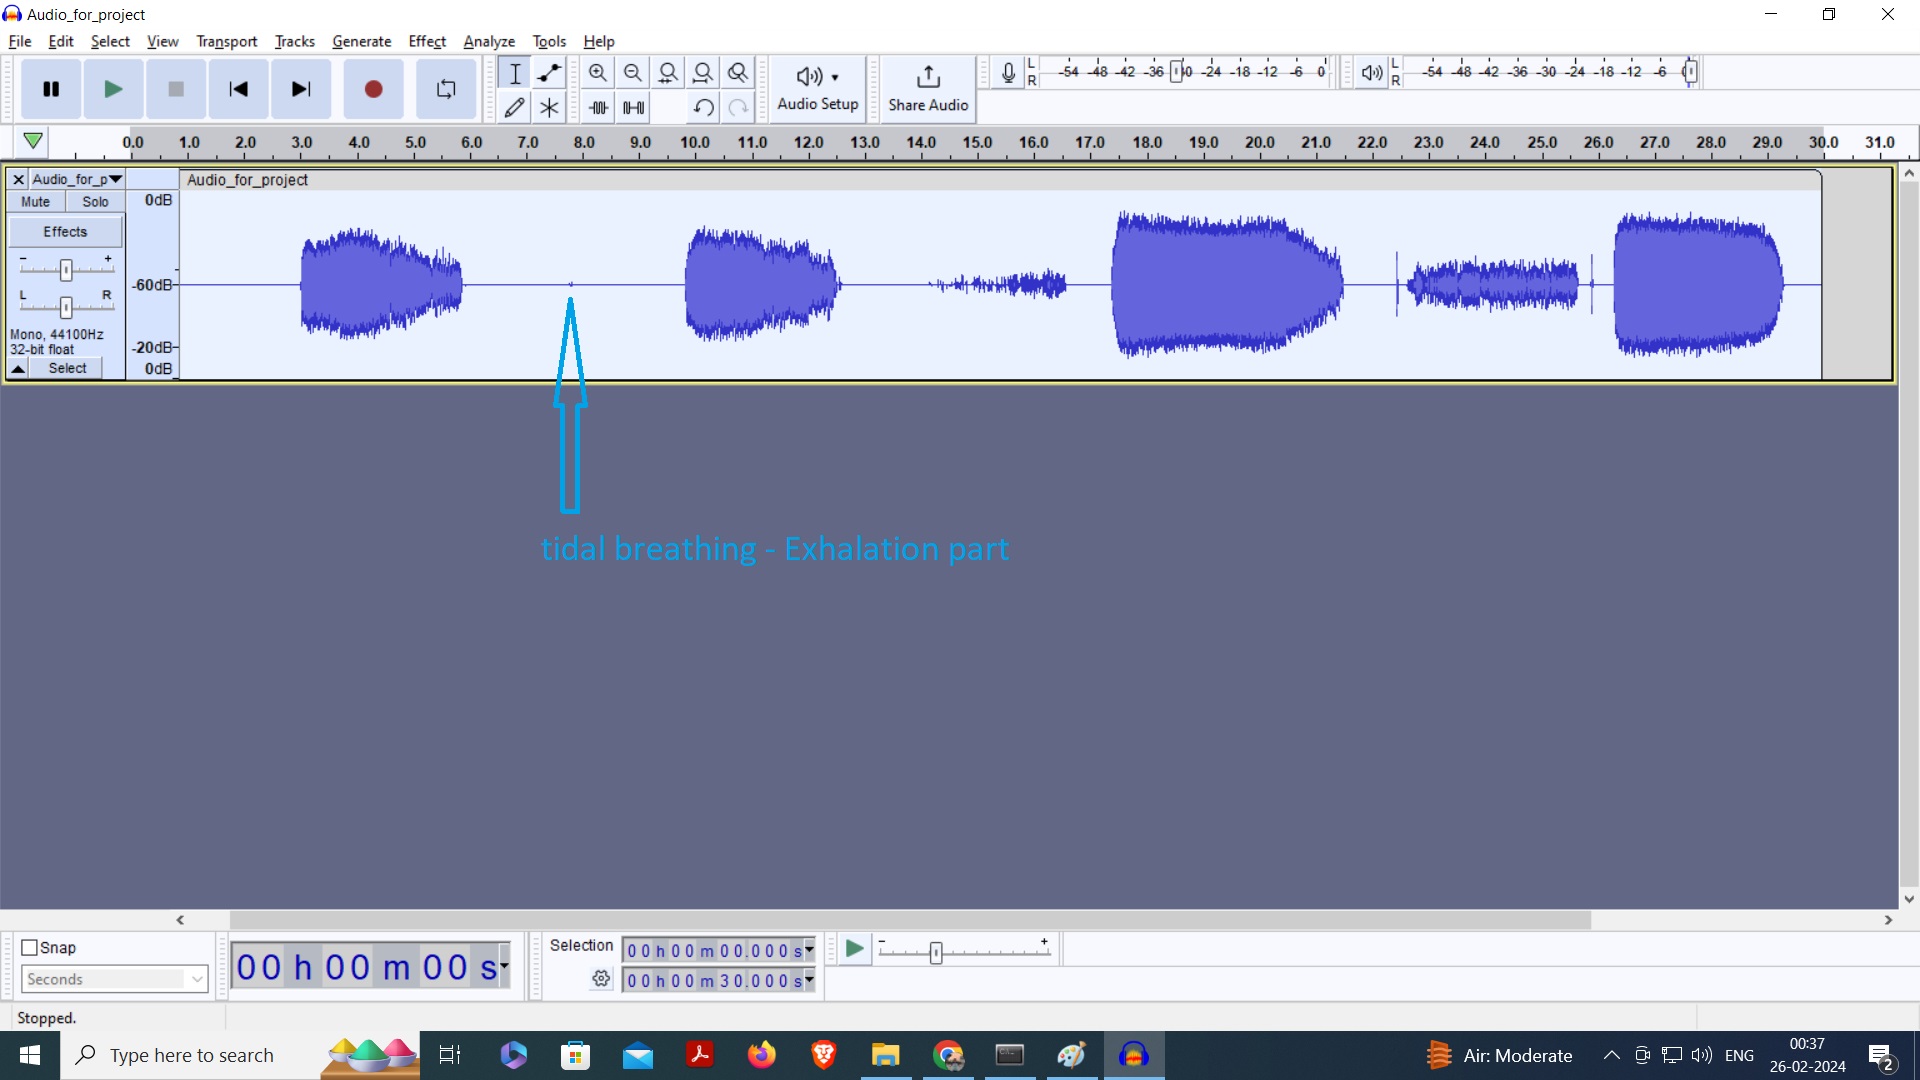 Audio_for_project
File Edit Select View Transport Tracks Generate Effect Analyze Tools Help
Audio Setup
Share Audio
L
R
-54 -48 -42 -36 -30 -24 -18 -12 -6 0
L
R
-54 -48 -42 -36 -30 -24 -18 -12 -6 0
0.0 1.0 2.0 3.0 4.0 5.0 6.0 7.0 8.0 9.0 10.0 11.0 12.0 13.0 14.0 15.0 16.0 17.0 18.0 19.0 20.0 21.0 22.0 23.0 24.0 25.0 26.0 27.0 28.0 29.0 30.0 31.0
Audio_for_p
Audio_for_project
Mute Solo
Effects
- +
L R
Mono, 44100Hz
32-bit float
Select
0dB
-60dB
-20dB
0dB
tidal breathing - Exhalation part
Snap
Seconds
00 h 00 m 00 s
Selection
00 h 00 m 00.000 s
00 h 00 m 30.000 s
- +
Stopped.
Type here to search
Air: Moderate
ENG
00:37
26-02-2024
2